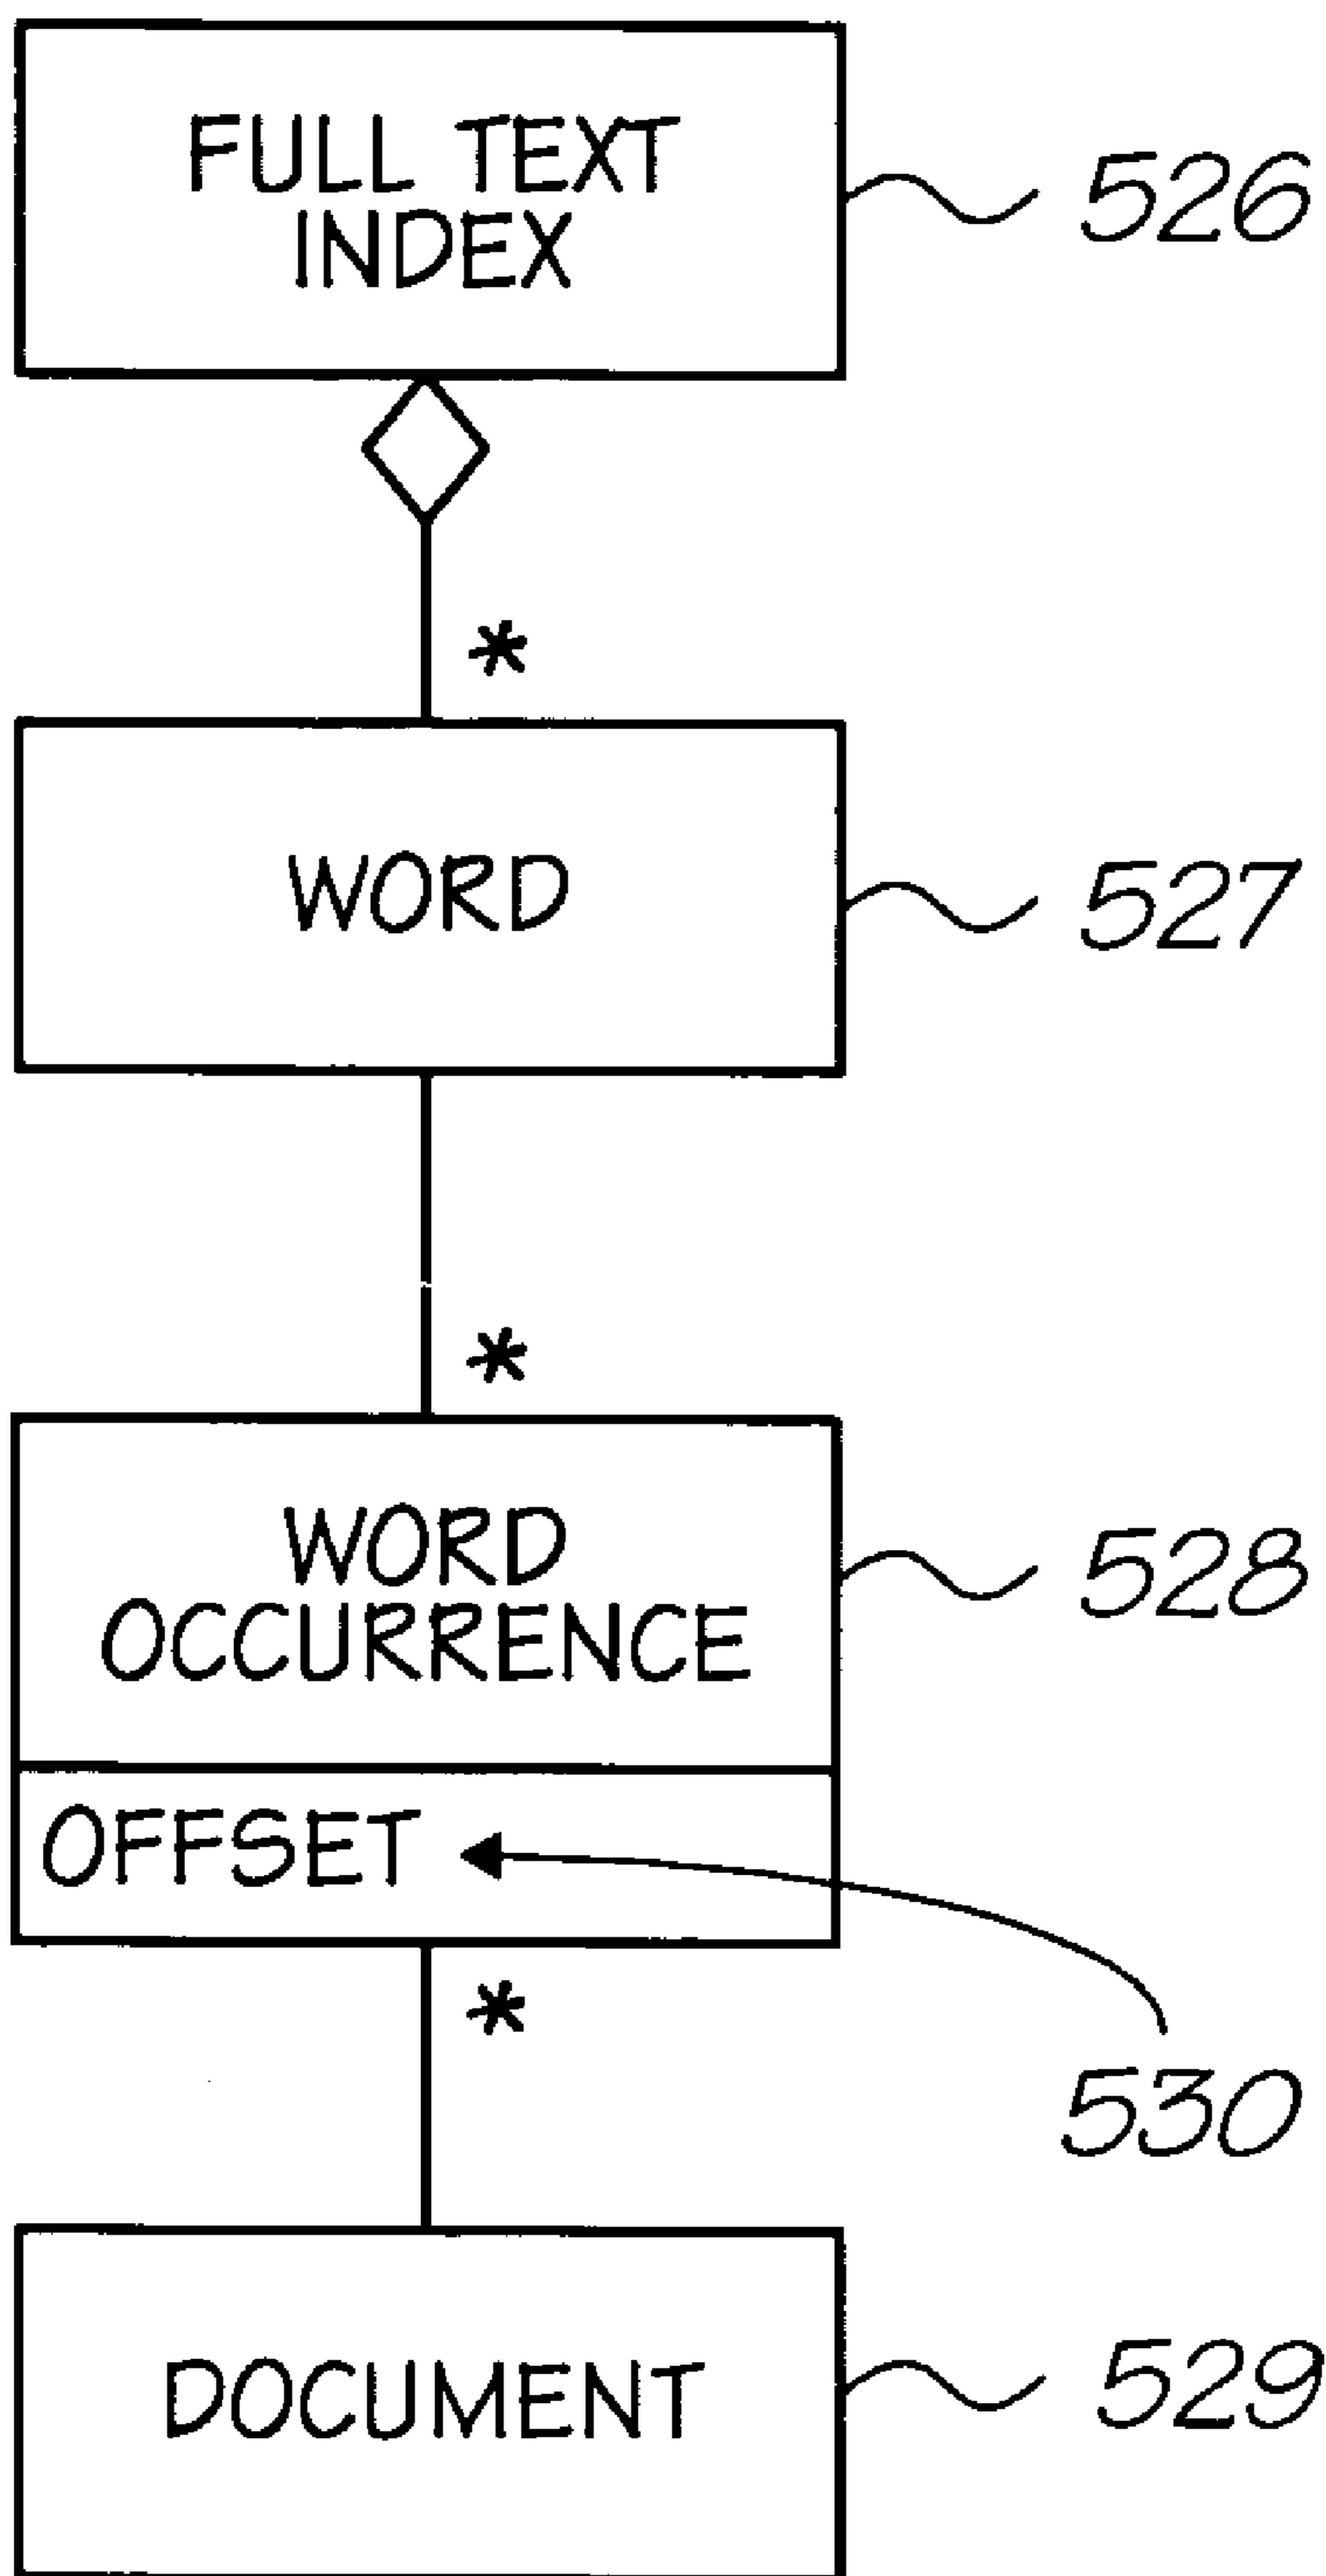 FULL TEXT
INDEX
526
*
WORD
527
*
WORD
OCCURRENCE
528
OFFSET
*
530
DOCUMENT
529